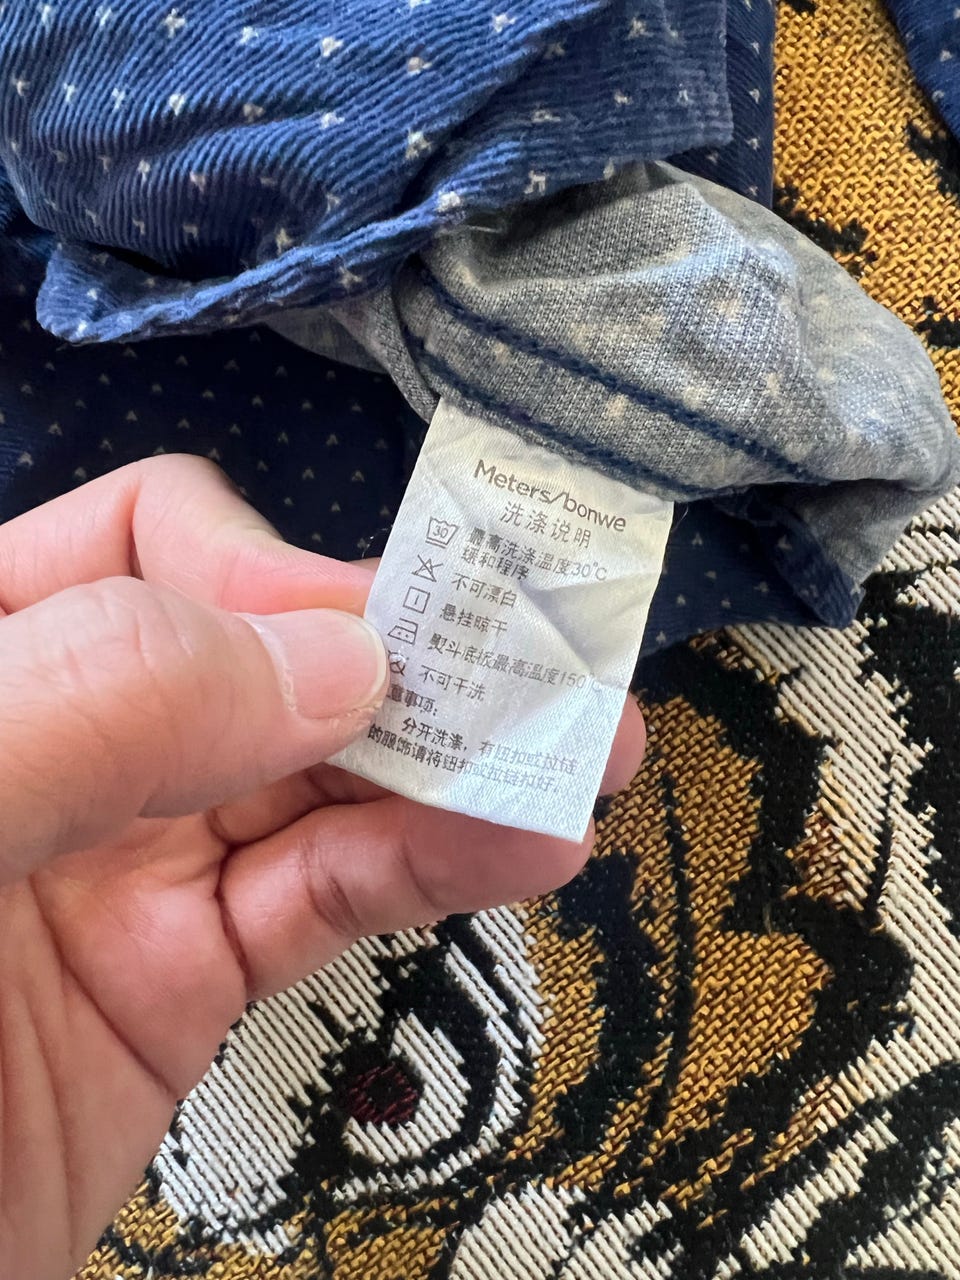 Meters/bonwe
洗涤说明
30 最高洗涤温度30℃
缓和程序
不可漂白
悬挂晾干
熨斗底板最高温度150℃
不可干洗
意事项:
分开洗涤，有钮扣或拉链
的服饰请将钮扣或拉链扣好。